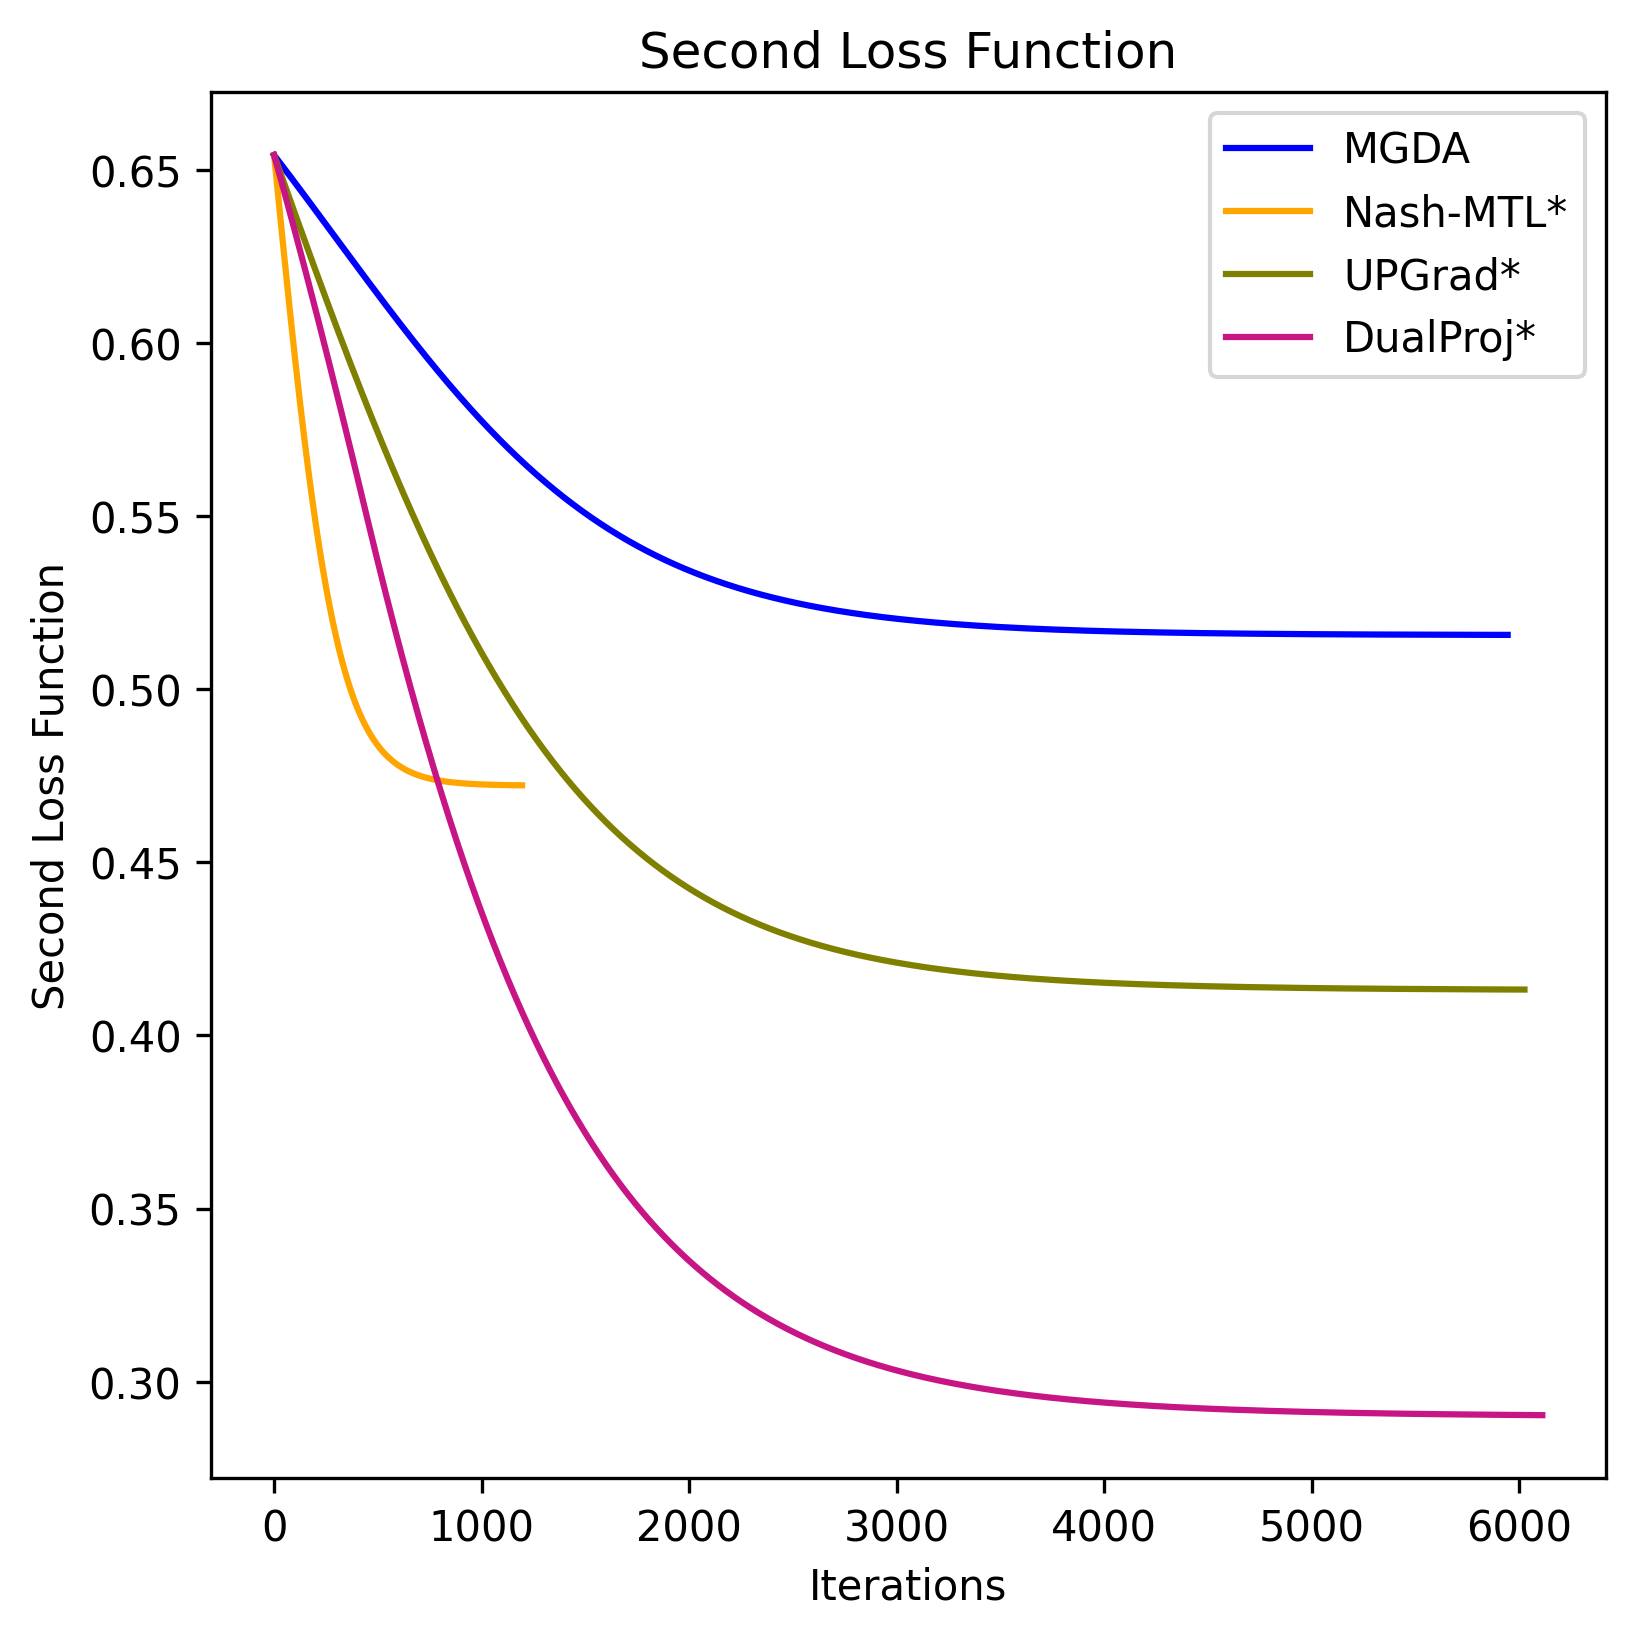 Second Loss Function
MGDA
Nash-MTL*
UPGrad*
DualProj*
Second Loss Function
0.65
0.60
0.55
0.50
0.45
0.40
0.35
0.30
0 1000 2000 3000 4000 5000 6000
Iterations